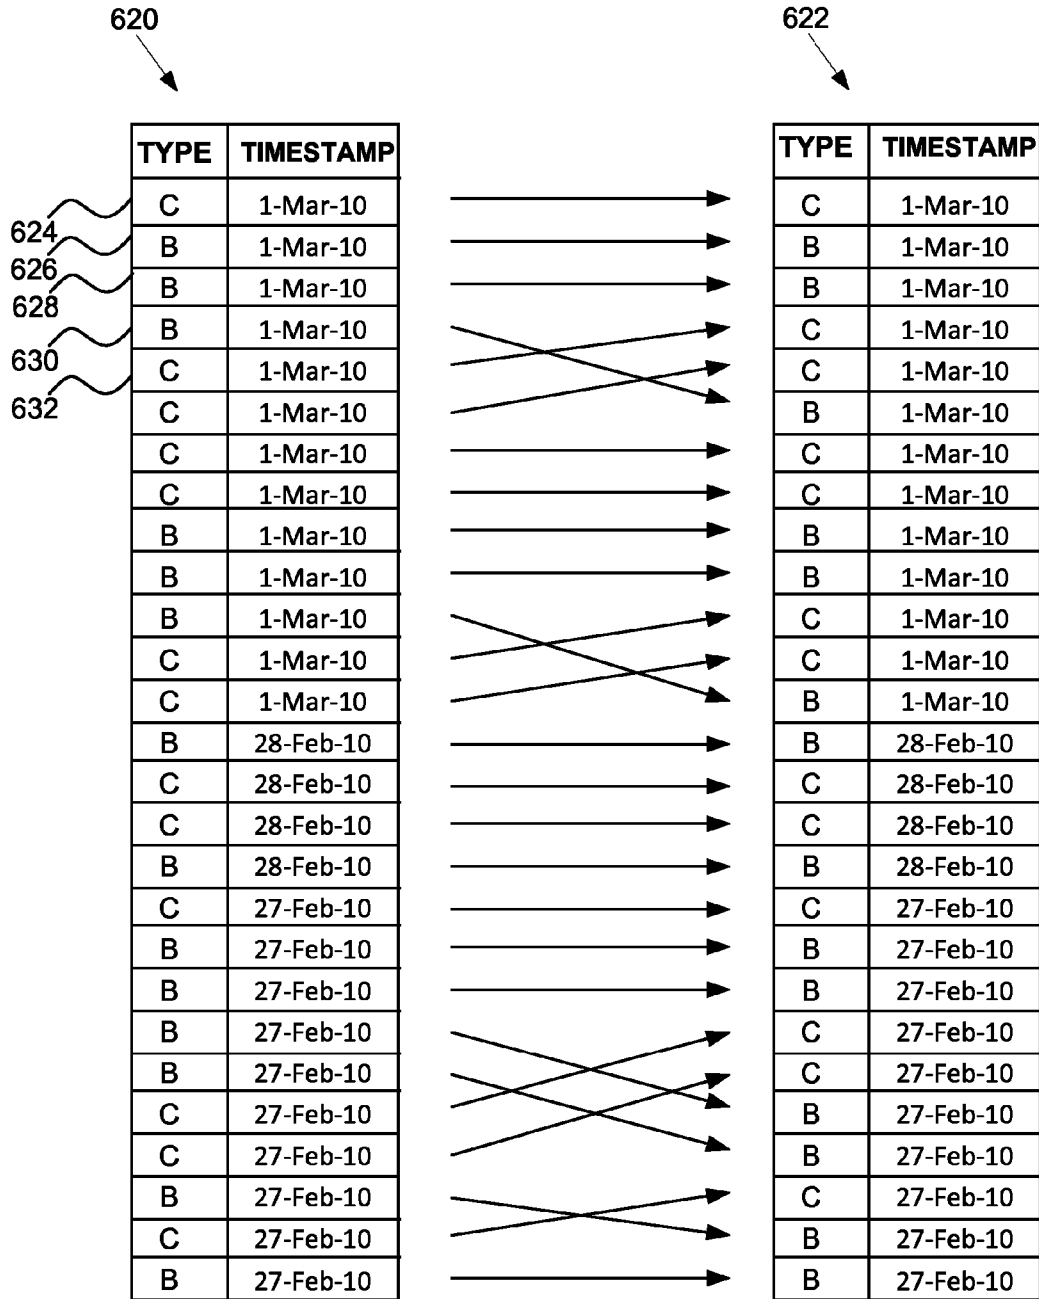 620 622
TYPE TIMESTAMP TYPE TIMESTAMP
624 C 1-Mar-10 C 1-Mar-10
626 B 1-Mar-10 B 1-Mar-10
628 B 1-Mar-10 B 1-Mar-10
630 B 1-Mar-10 C 1-Mar-10
632 C 1-Mar-10 C 1-Mar-10
C 1-Mar-10 B 1-Mar-10
C 1-Mar-10 C 1-Mar-10
C 1-Mar-10 C 1-Mar-10
B 1-Mar-10 B 1-Mar-10
B 1-Mar-10 B 1-Mar-10
B 1-Mar-10 C 1-Mar-10
C 1-Mar-10 C 1-Mar-10
C 1-Mar-10 B 1-Mar-10
B 28-Feb-10 B 28-Feb-10
C 28-Feb-10 C 28-Feb-10
C 28-Feb-10 C 28-Feb-10
B 28-Feb-10 B 28-Feb-10
C 27-Feb-10 C 27-Feb-10
B 27-Feb-10 B 27-Feb-10
B 27-Feb-10 B 27-Feb-10
B 27-Feb-10 C 27-Feb-10
B 27-Feb-10 C 27-Feb-10
C 27-Feb-10 B 27-Feb-10
C 27-Feb-10 B 27-Feb-10
B 27-Feb-10 C 27-Feb-10
C 27-Feb-10 B 27-Feb-10
B 27-Feb-10 B 27-Feb-10